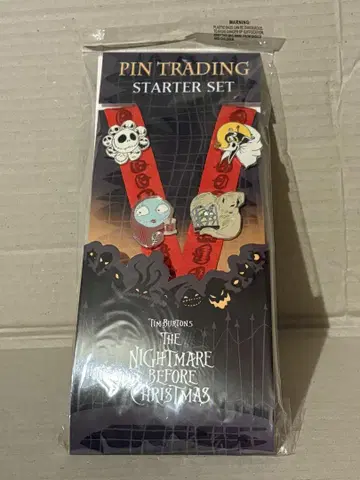 WARNING:
PIN TRADING
STARTER SET
TIM BURTON'S
THE
NIGHTMARE
BEFORE
CHRISTMAS